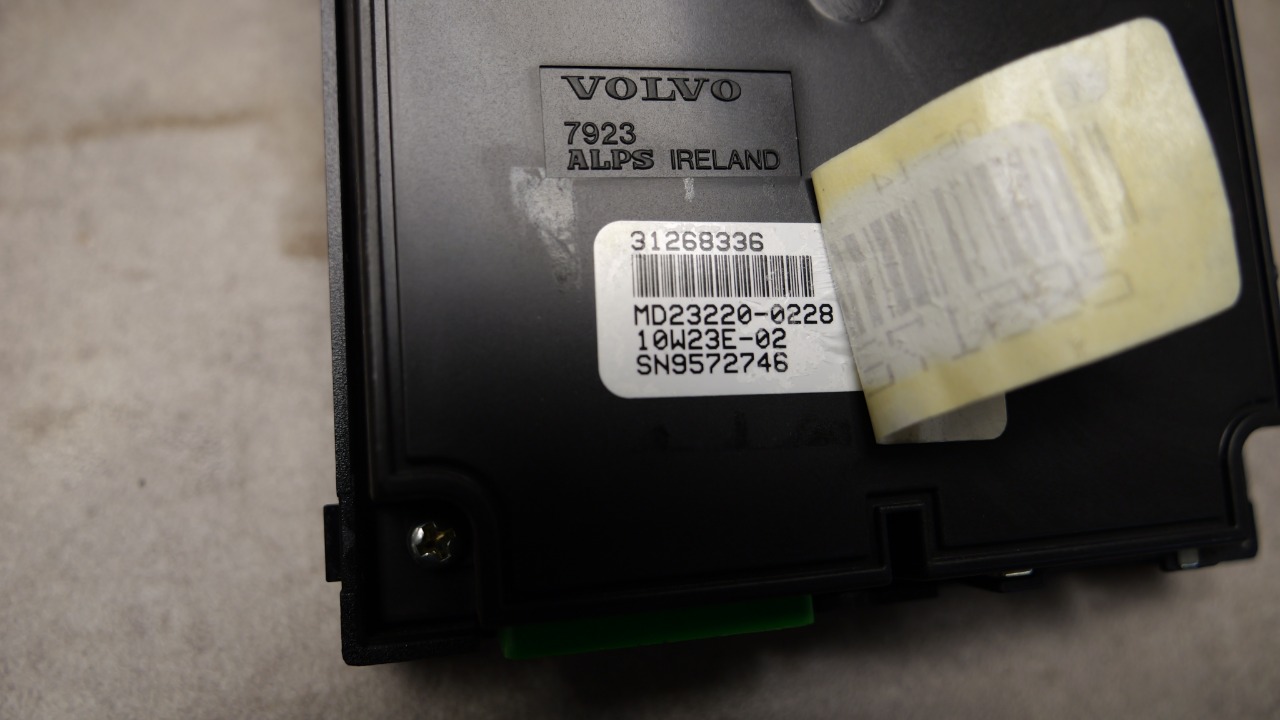 VOLVO
7923
ALPS IRELAND
31268336
MD23220-0228
10W23E-02
SN9572746